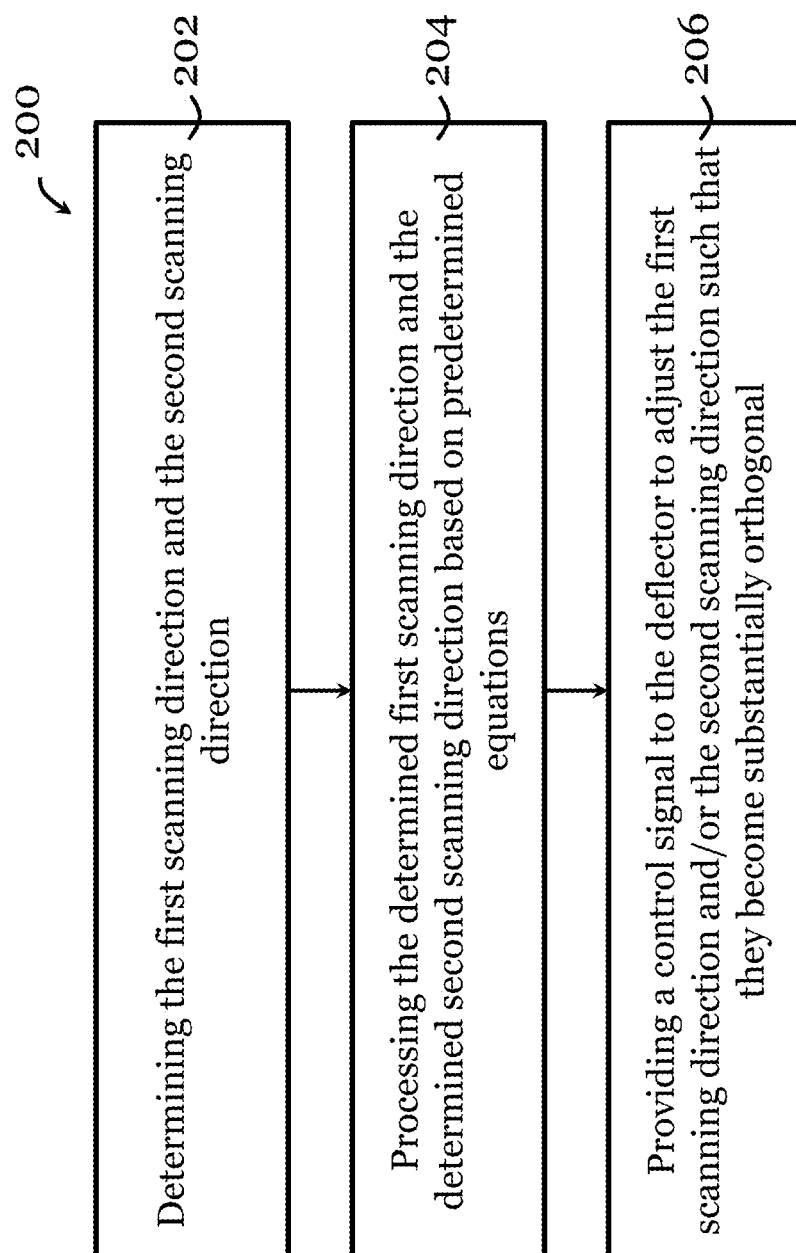 200
202
Determining the first scanning direction and the second scanning
direction
204
Processing the determined first scanning direction and the
determined second scanning direction based on predetermined
equations
206
Providing a control signal to the deflector to adjust the first
scanning direction and/or the second scanning direction such that
they become substantially orthogonal